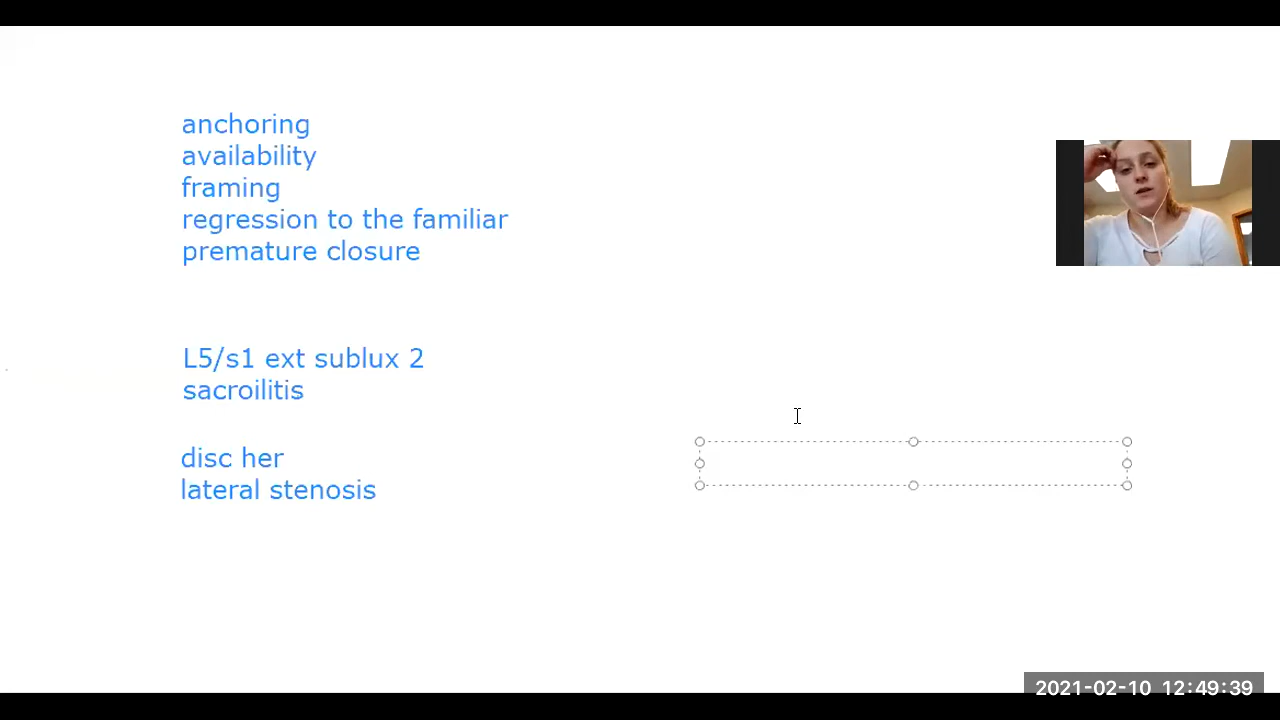 anchoring
availability
framing
regression to the familiar
premature closure
L5/s1 ext sublux 2
sacroilitis
disc her
lateral stenosis
2021-02-10 12:49:39